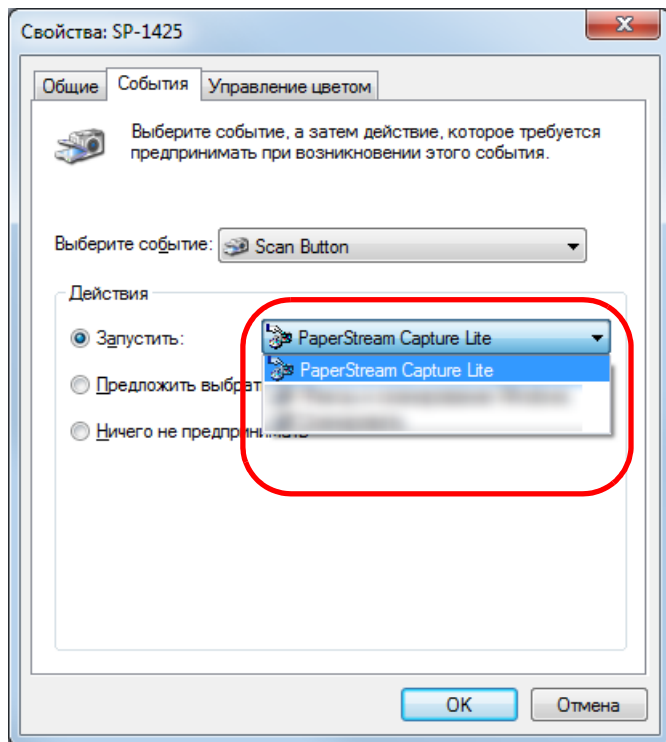 Свойства: SP-1425
Общие
События
Управление цветом
Выберите событие, а затем действие, которое требуется
предпринимать при возникновении этого события.
Выберите событие:
Scan Button
Действия
Запустить:
PaperStream Capture Lite
PaperStream Capture Lite
Предложить выбрат
Ничего не предпринимать
OK
Отмена